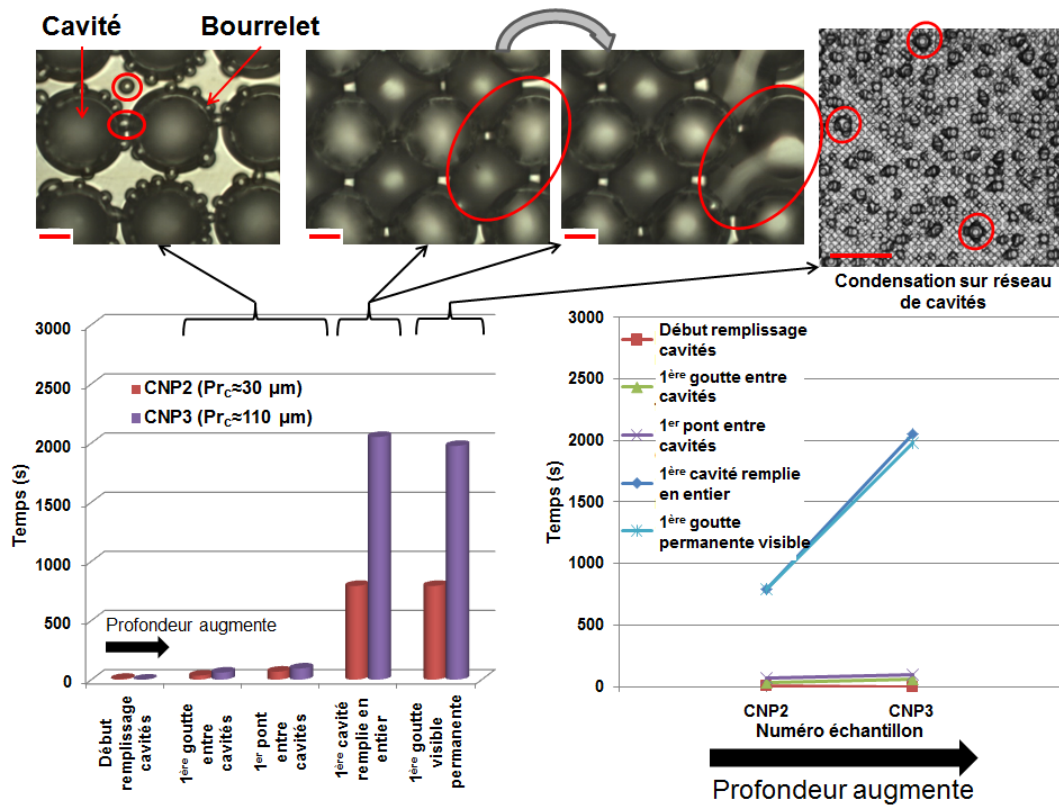 Cavité
Bourrelet
Condensation sur réseau
de cavités
3000
2500
2000
1500
1000
500
0
Temps (s)
CNP2 (Prc≈30 µm)
CNP3 (Prc≈110 µm)
Profondeur augmente
Début
remplissage
cavités
1ère goutte
entre
cavités
1er pont
entre
cavités
1ère cavité
remplie en
entier
1ère goutte
visible
permanente
3000
2500
2000
1500
1000
500
0
Temps (s)
Début remplissage
cavités
1ère goutte entre
cavités
1er pont entre
cavités
1ère cavité remplie
en entier
1ère goutte
permanente visible
CNP2
CNP3
Numéro échantillon
Profondeur augmente